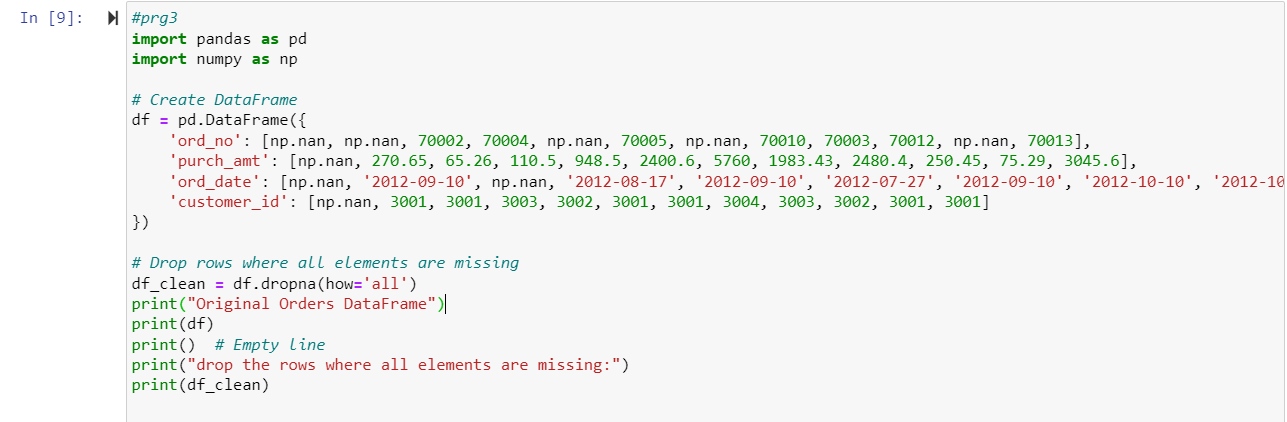 In [9]:
#prg3
import pandas as pd
import numpy as np
# Create DataFrame
df = pd.DataFrame({
'ord_no': [np.nan, np.nan, 70002, 70004, np.nan, 70005, np.nan, 70010, 70003, 70012, np.nan, 70013],
'purch_amt': [np.nan, 270.65, 65.26, 110.5, 948.5, 2400.6, 5760, 1983.43, 2480.4, 250.45, 75.29, 3045.6],
'ord_date': [np.nan, '2012-09-10', np.nan, '2012-08-17', '2012-09-10', '2012-07-27', '2012-09-10', '2012-10-10', '2012-10
'customer_id': [np.nan, 3001, 3001, 3003, 3002, 3001, 3001, 3004, 3003, 3002, 3001, 3001]
})
# Drop rows where all elements are missing
df_clean = df.dropna(how='all')
print("Original Orders DataFrame")
print(df)
print()  # Empty line
print("drop the rows where all elements are missing:")
print(df_clean)